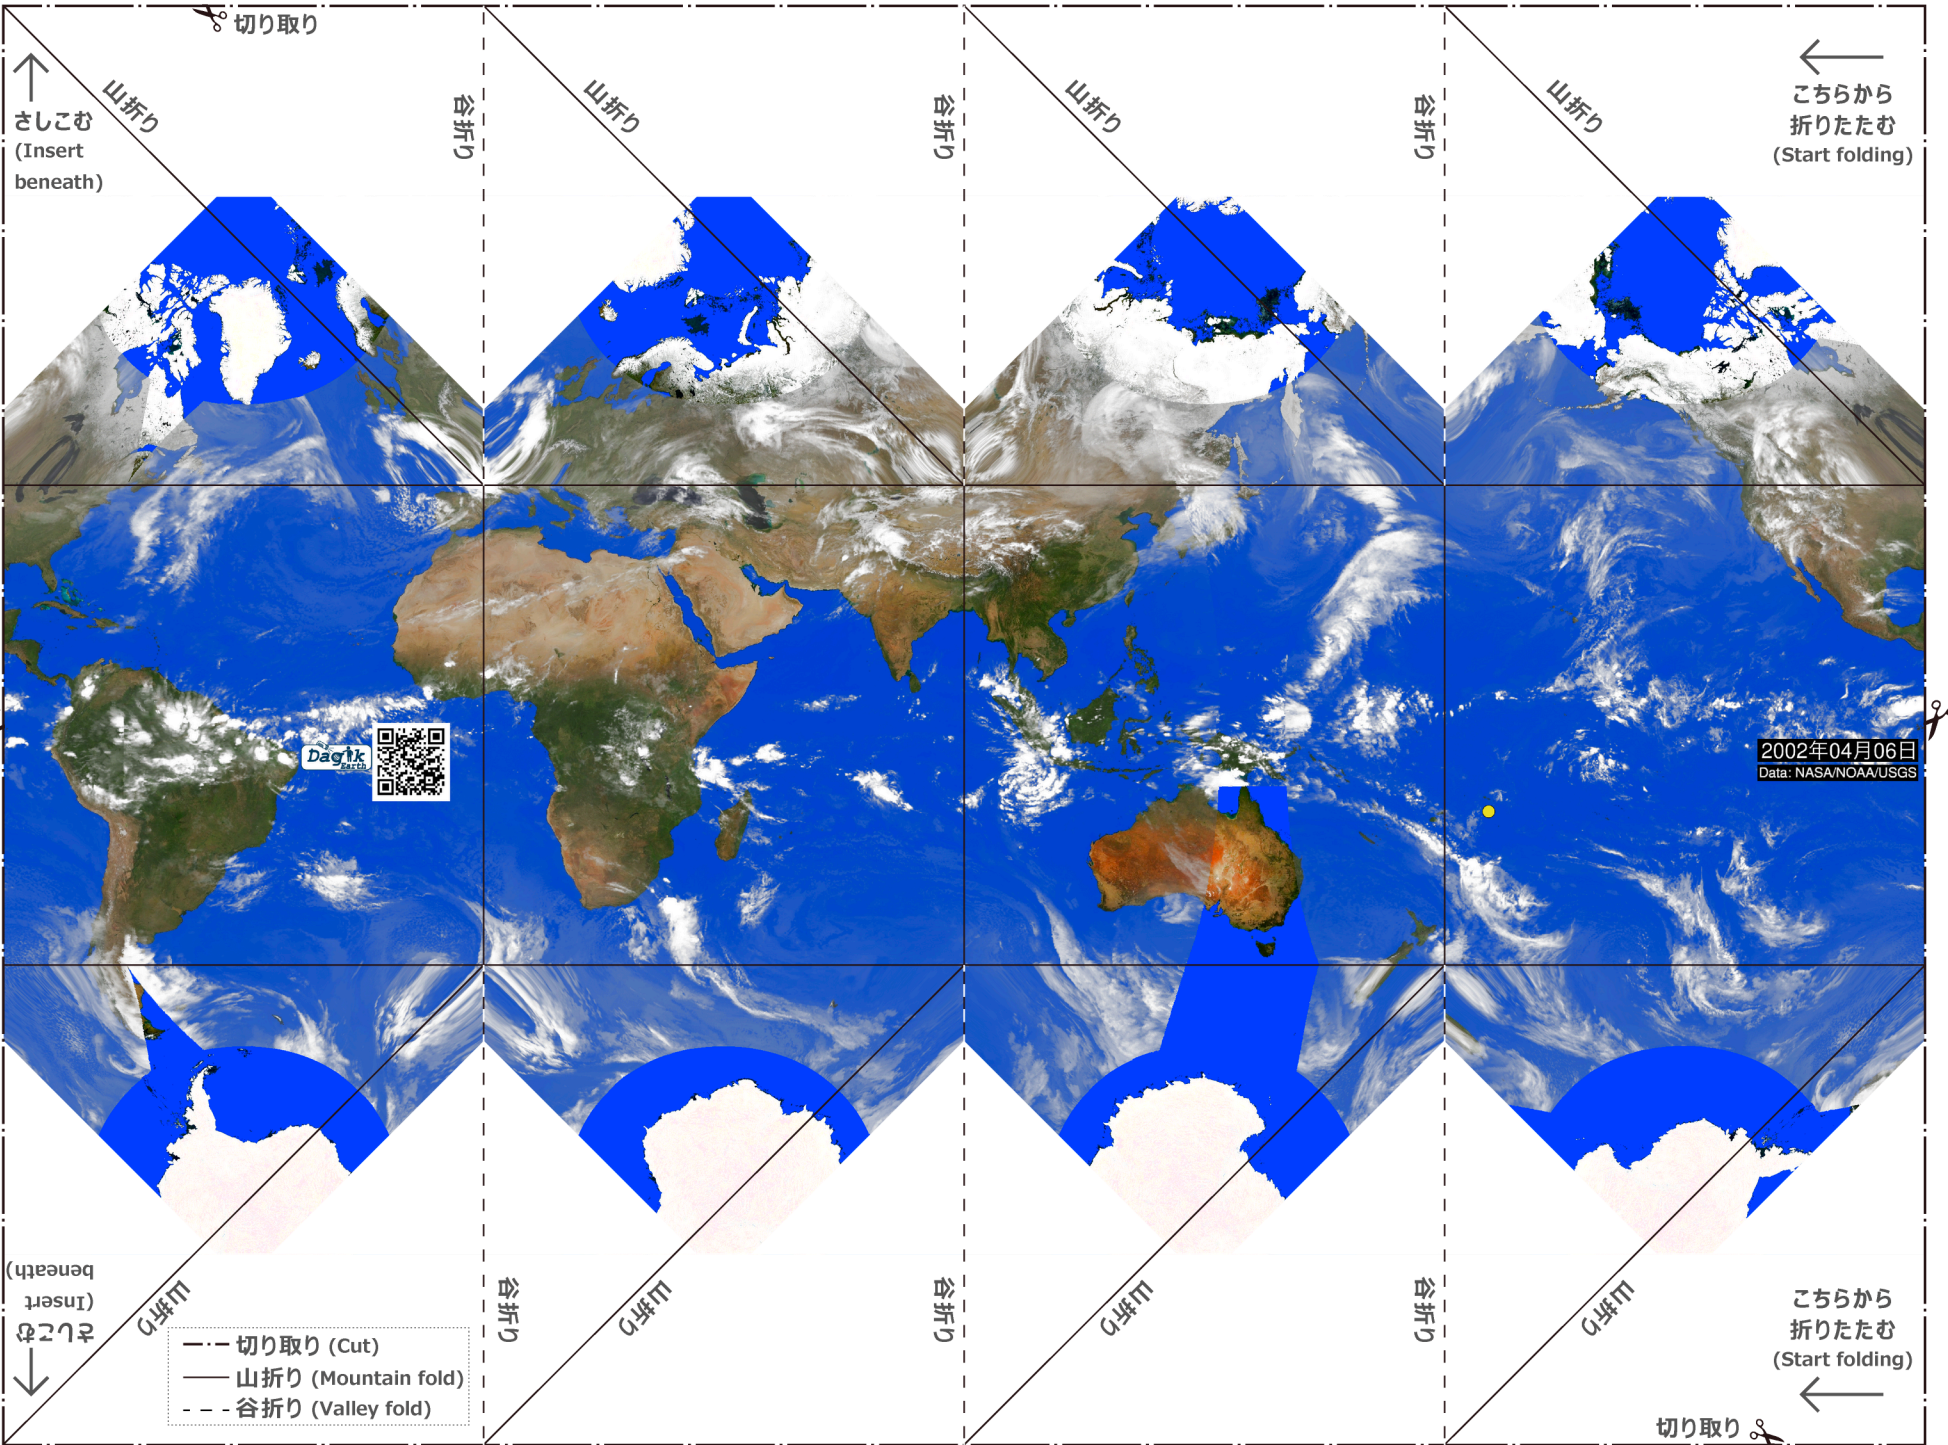 切り取り
山折り
谷折り
山折り
谷折り
山折り
谷折り
山折り
さしこむ
(Insert
beneath)
こちらから
折りたたむ
(Start folding)
Dagik
Earth
2002年04月06日
Data: NASA/NOAA/USGS
さしこむ
(Insert
beneath)
山折り
谷折り
山折り
谷折り
山折り
谷折り
山折り
こちらから
折りたたむ
(Start folding)
切り取り (Cut)
山折り (Mountain fold)
谷折り (Valley fold)
切り取り